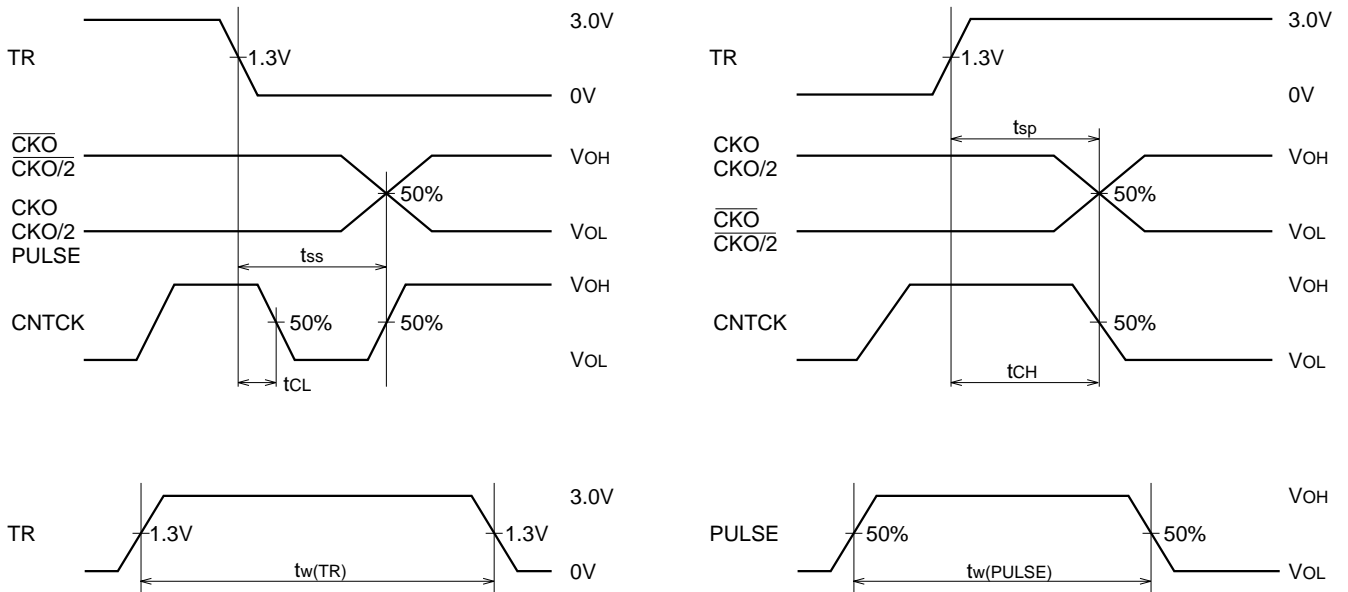 TR
1.3V
3.0V
0V
CKO
CKO/2
CKO
CKO/2
PULSE
50%
VOH
VOL
tss
CNTCK
50%
50%
VOH
VOL
tCL
TR
1.3V
3.0V
0V
tsp
CKO
CKO/2
CKO
CKO/2
50%
VOH
VOL
CNTCK
50%
VOH
VOL
tCH
TR
1.3V
1.3V
3.0V
0V
tw(TR)
PULSE
50%
50%
VOH
VOL
tw(PULSE)